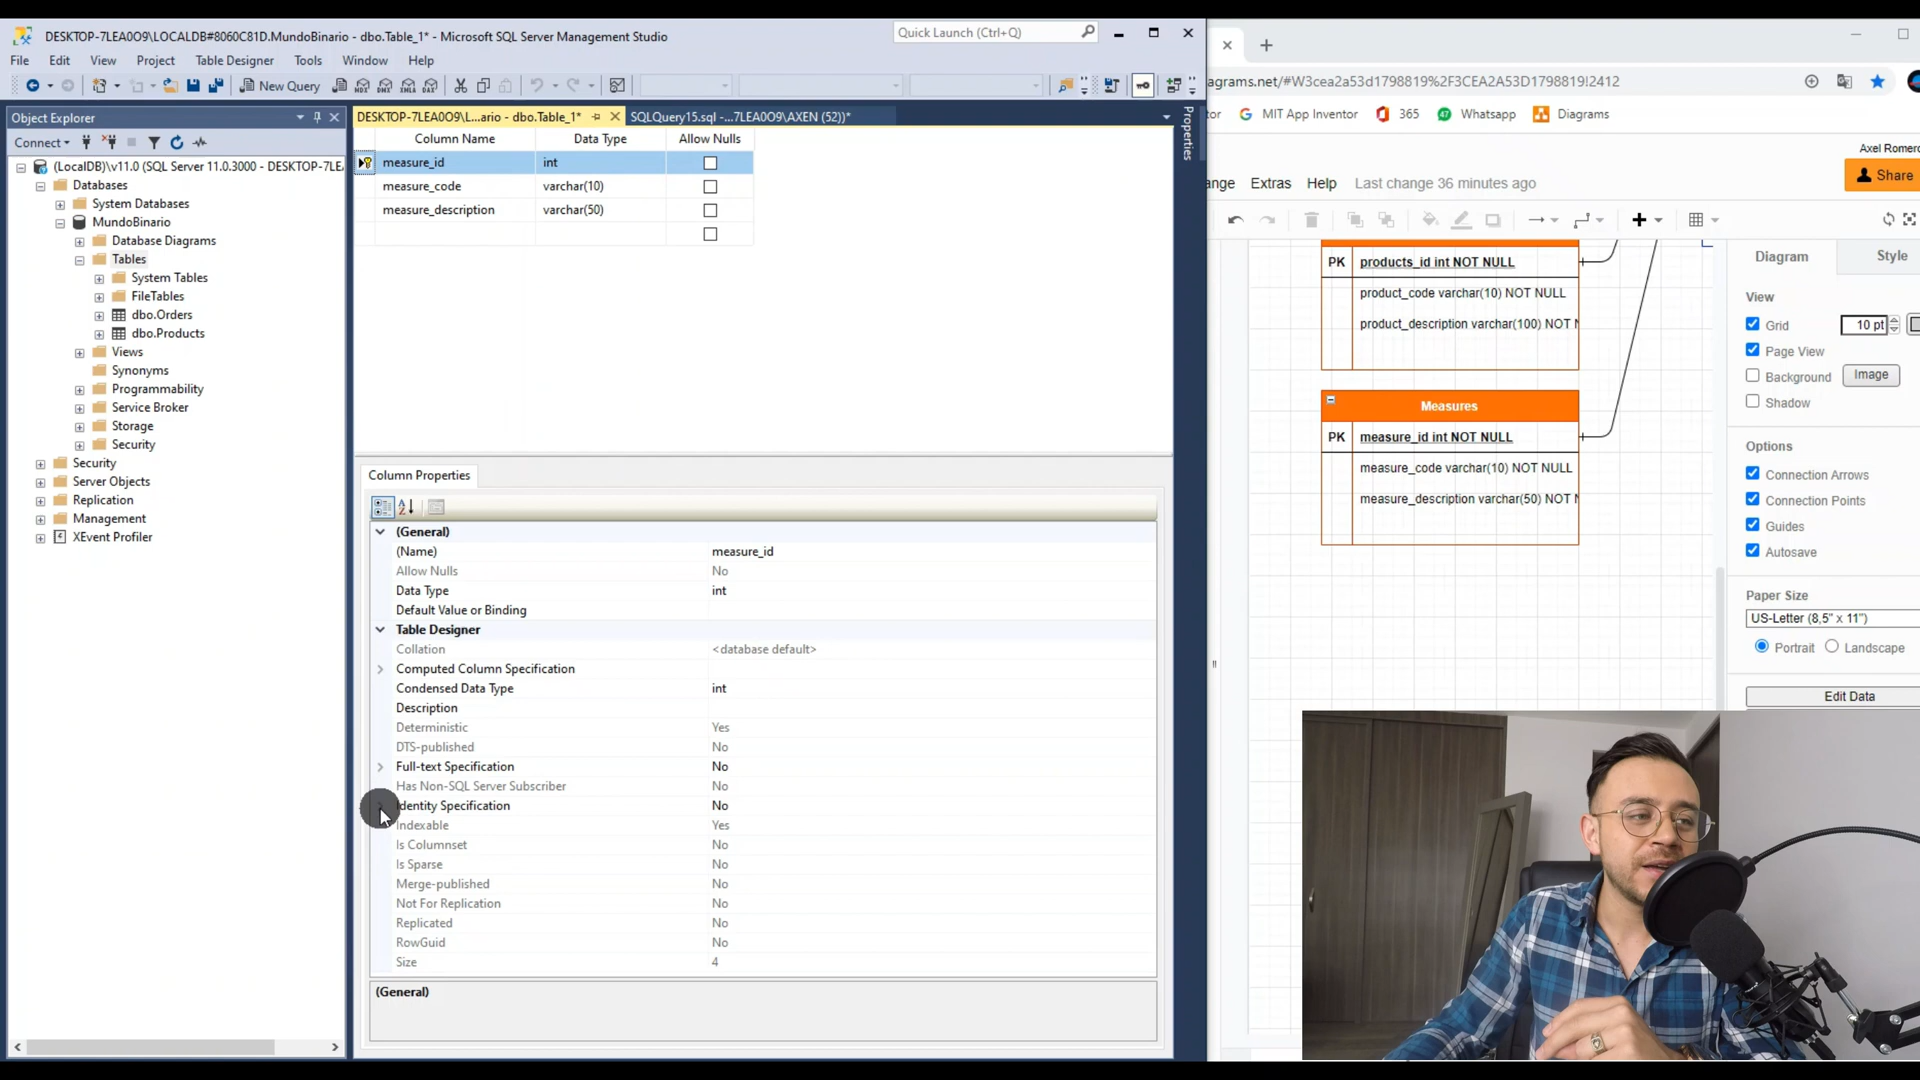 DESKTOP-7LEA0O9\LOCALDB#8060C81D.MundoBinario - dbo.Table_1* - Microsoft SQL Server Management Studio
Quick Launch (Ctrl+Q)
File Edit View Project Table Designer Tools Window Help
New Query
Object Explorer
Connect
(LocalDB)\v11.0 (SQL Server 11.0.3000 - DESKTOP-7LE
Databases
System Databases
MundoBinario
Database Diagrams
Tables
System Tables
FileTables
dbo.Orders
dbo.Products
Views
Synonyms
Programmability
Service Broker
Storage
Security
Security
Server Objects
Replication
Management
XEvent Profiler
DESKTOP-7LEA0O9\L...ario - dbo.Table_1*
SQLQuery15.sql -...7LEA0O9\AXEN (52))*
Properties
Column Name Data Type Allow Nulls
measure_id int
measure_code varchar(10)
measure_description varchar(50)
Column Properties
(General)
(Name) measure_id
Allow Nulls No
Data Type int
Default Value or Binding
Table Designer
Collation <database default>
Computed Column Specification
Condensed Data Type int
Description
Deterministic Yes
DTS-published No
Full-text Specification No
Has Non-SQL Server Subscriber No
Identity Specification No
Indexable Yes
Is Columnset No
Is Sparse No
Merge-published No
Not For Replication No
Replicated No
RowGuid No
Size 4
(General)
agrams.net/#W3cea2a53d1798819%2F3CEA2A53D1798819!2412
tor MIT App Inventor 365 Whatsapp Diagrams
Axel Romero
ange Extras Help Last change 36 minutes ago
Share
PK products_id int NOT NULL
product_code varchar(10) NOT NULL
product_description varchar(100) NOT N
Measures
PK measure_id int NOT NULL
measure_code varchar(10) NOT NULL
measure_description varchar(50) NOT N
Diagram Style
View
Grid 10 pt
Page View
Background Image
Shadow
Options
Connection Arrows
Connection Points
Guides
Autosave
Paper Size
US-Letter (8,5" x 11")
Portrait Landscape
Edit Data